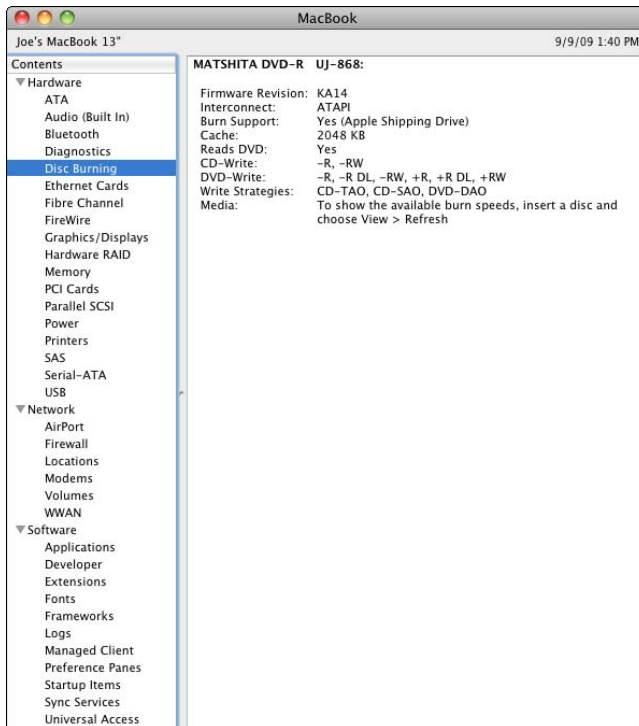 MacBook
Joe's MacBook 13"
9/9/09 1:40 PM
Contents
Hardware
ATA
Audio (Built In)
Bluetooth
Diagnostics
Disc Burning
Ethernet Cards
Fibre Channel
FireWire
Graphics/Displays
Hardware RAID
Memory
PCI Cards
Parallel SCSI
Power
Printers
SAS
Serial-ATA
USB
Network
AirPort
Firewall
Locations
Modems
Volumes
WWAN
Software
Applications
Developer
Extensions
Fonts
Frameworks
Logs
Managed Client
Preference Panes
Startup Items
Sync Services
Universal Access
MATSHITA DVD-R UJ-868:
Firmware Revision: KA14
Interconnect: ATAPI
Burn Support: Yes (Apple Shipping Drive)
Cache: 2048 KB
Reads DVD: Yes
CD-Write: -R, -RW
DVD-Write: -R, -R DL, -RW, +R, +R DL, +RW
Write Strategies: CD-TAO, CD-SAO, DVD-DAO
Media: To show the available burn speeds, insert a disc and
choose View > Refresh